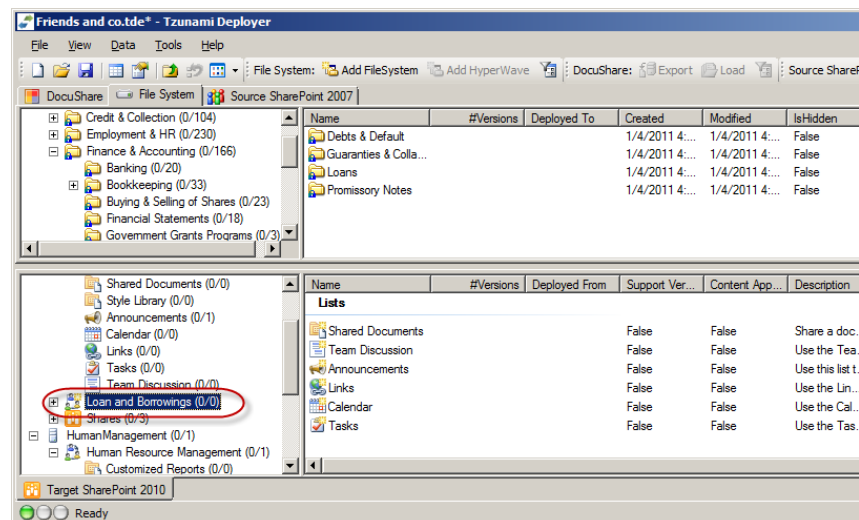 Friends and co.tde* - Tzunami Deployer
File View Data Tools Help
File System: Add FileSystem Add HyperWave DocuShare: Export Load Source ShareP
DocuShare File System Source SharePoint 2007
Credit & Collection (0/104)
Employment & HR (0/230)
Finance & Accounting (0/166)
Banking (0/20)
Bookkeeping (0/33)
Buying & Selling of Shares (0/23)
Financial Statements (0/18)
Government Grants Programs (0/3)
Name #Versions Deployed To Created Modified IsHidden
Debts & Default 1/4/2011 4:... 1/4/2011 4:... False
Guaranties & Colla... 1/4/2011 4:... 1/4/2011 4:... False
Loans 1/4/2011 4:... 1/4/2011 4:... False
Promissory Notes 1/4/2011 4:... 1/4/2011 4:... False
Shared Documents (0/0)
Style Library (0/0)
Announcements (0/1)
Calendar (0/0)
Links (0/0)
Tasks (0/0)
Team Discussion (0/0)
Loan and Borrowings (0/0)
Shares (0/3)
HumanManagement (0/1)
Human Resource Management (0/1)
Customized Reports (0/0)
Name #Versions Deployed From Support Ver... Content App... Description
Lists
Shared Documents False False Share a doc.
Team Discussion False False Use the Tea.
Announcements False False Use this list t.
Links False False Use the Lin..
Calendar False False Use the Cal..
Tasks False False Use the Tas.
Target SharePoint 2010
Ready